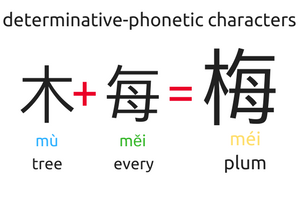 determinative-phonetic characters
木+每=梅
mù měi méi
tree every plum